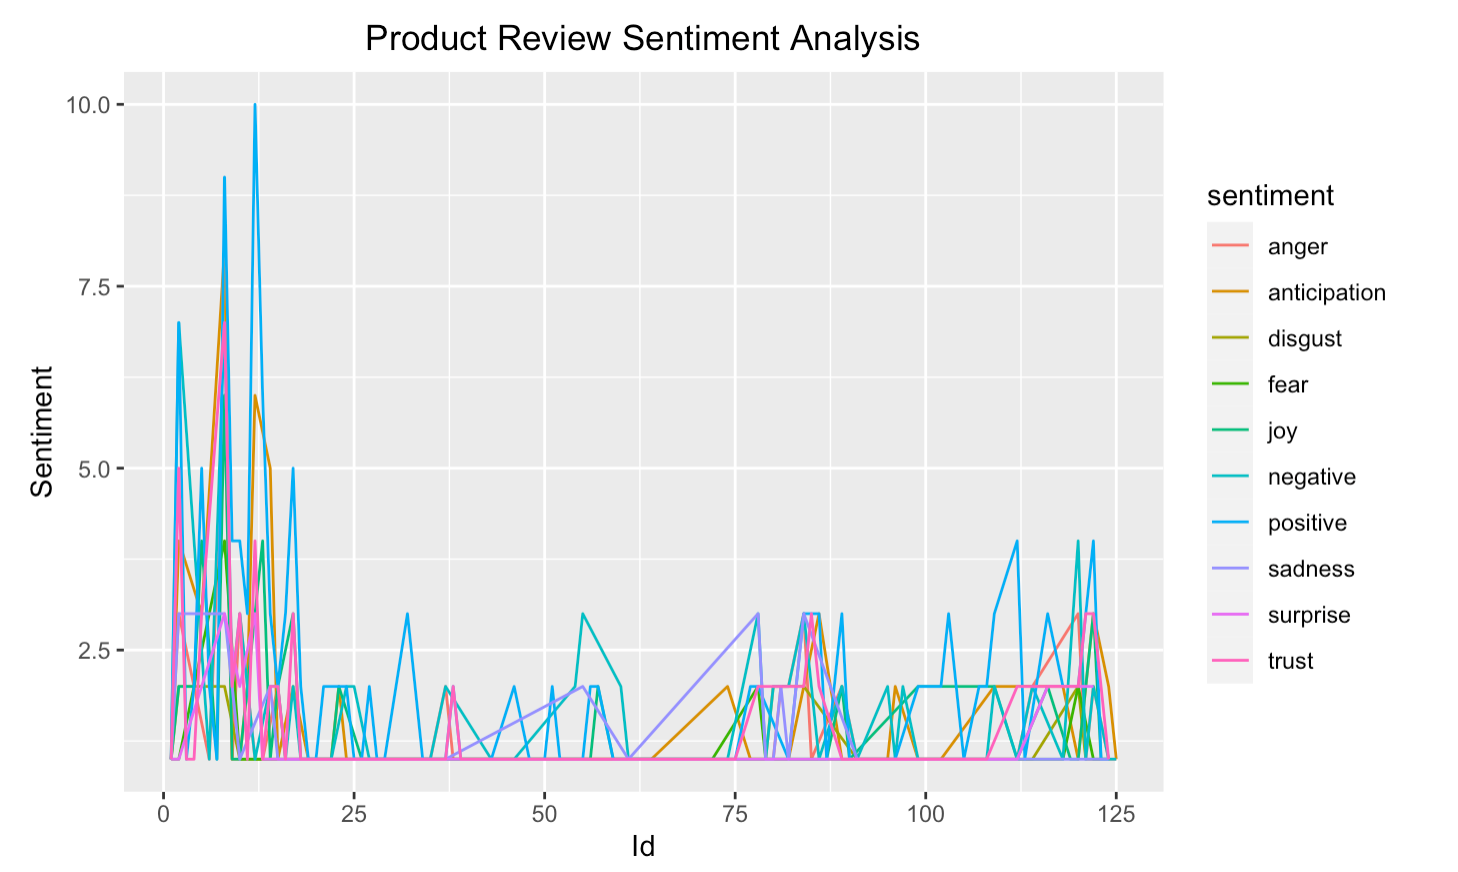 Product Review Sentiment Analysis
10.0
7.5
5.0
2.5
Sentiment
0 25 50 75 100 125
Id
sentiment
anger
anticipation
disgust
fear
joy
negative
positive
sadness
surprise
trust